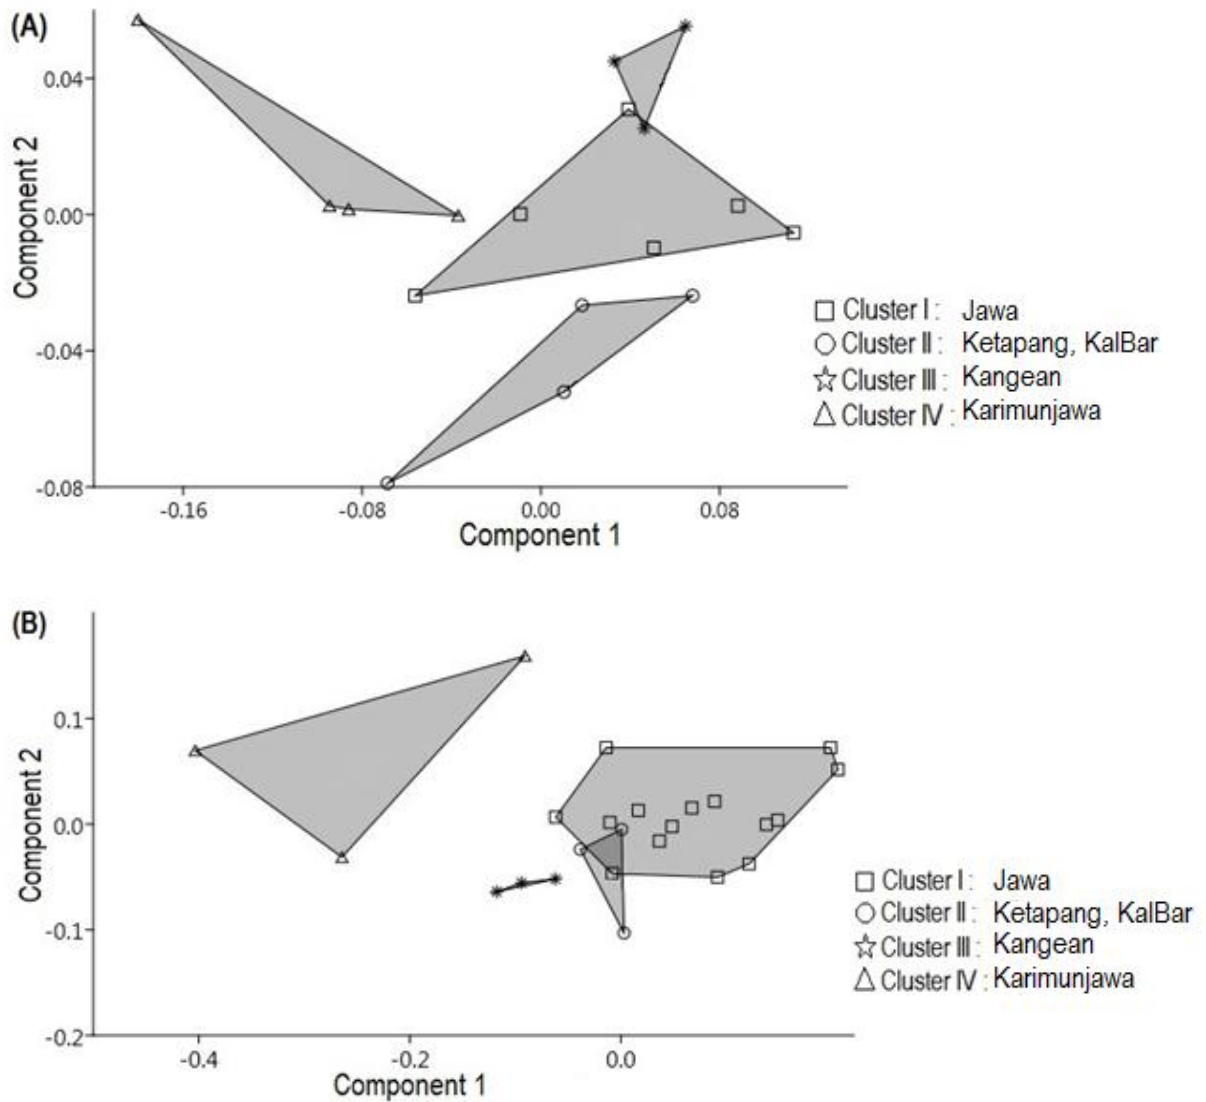 (A)
0.04
0.00
-0.04
-0.08
Component 2
-0.16 -0.08 0.00 0.08
Component 1
Cluster I : Jawa
Cluster II : Ketapang, KalBar
Cluster III : Kangean
Cluster IV : Karimunjawa
(B)
0.1
0.0
-0.1
-0.2
Component 2
-0.4 -0.2 0.0
Component 1
Cluster I : Jawa
Cluster II : Ketapang, KalBar
Cluster III : Kangean
Cluster IV : Karimunjawa